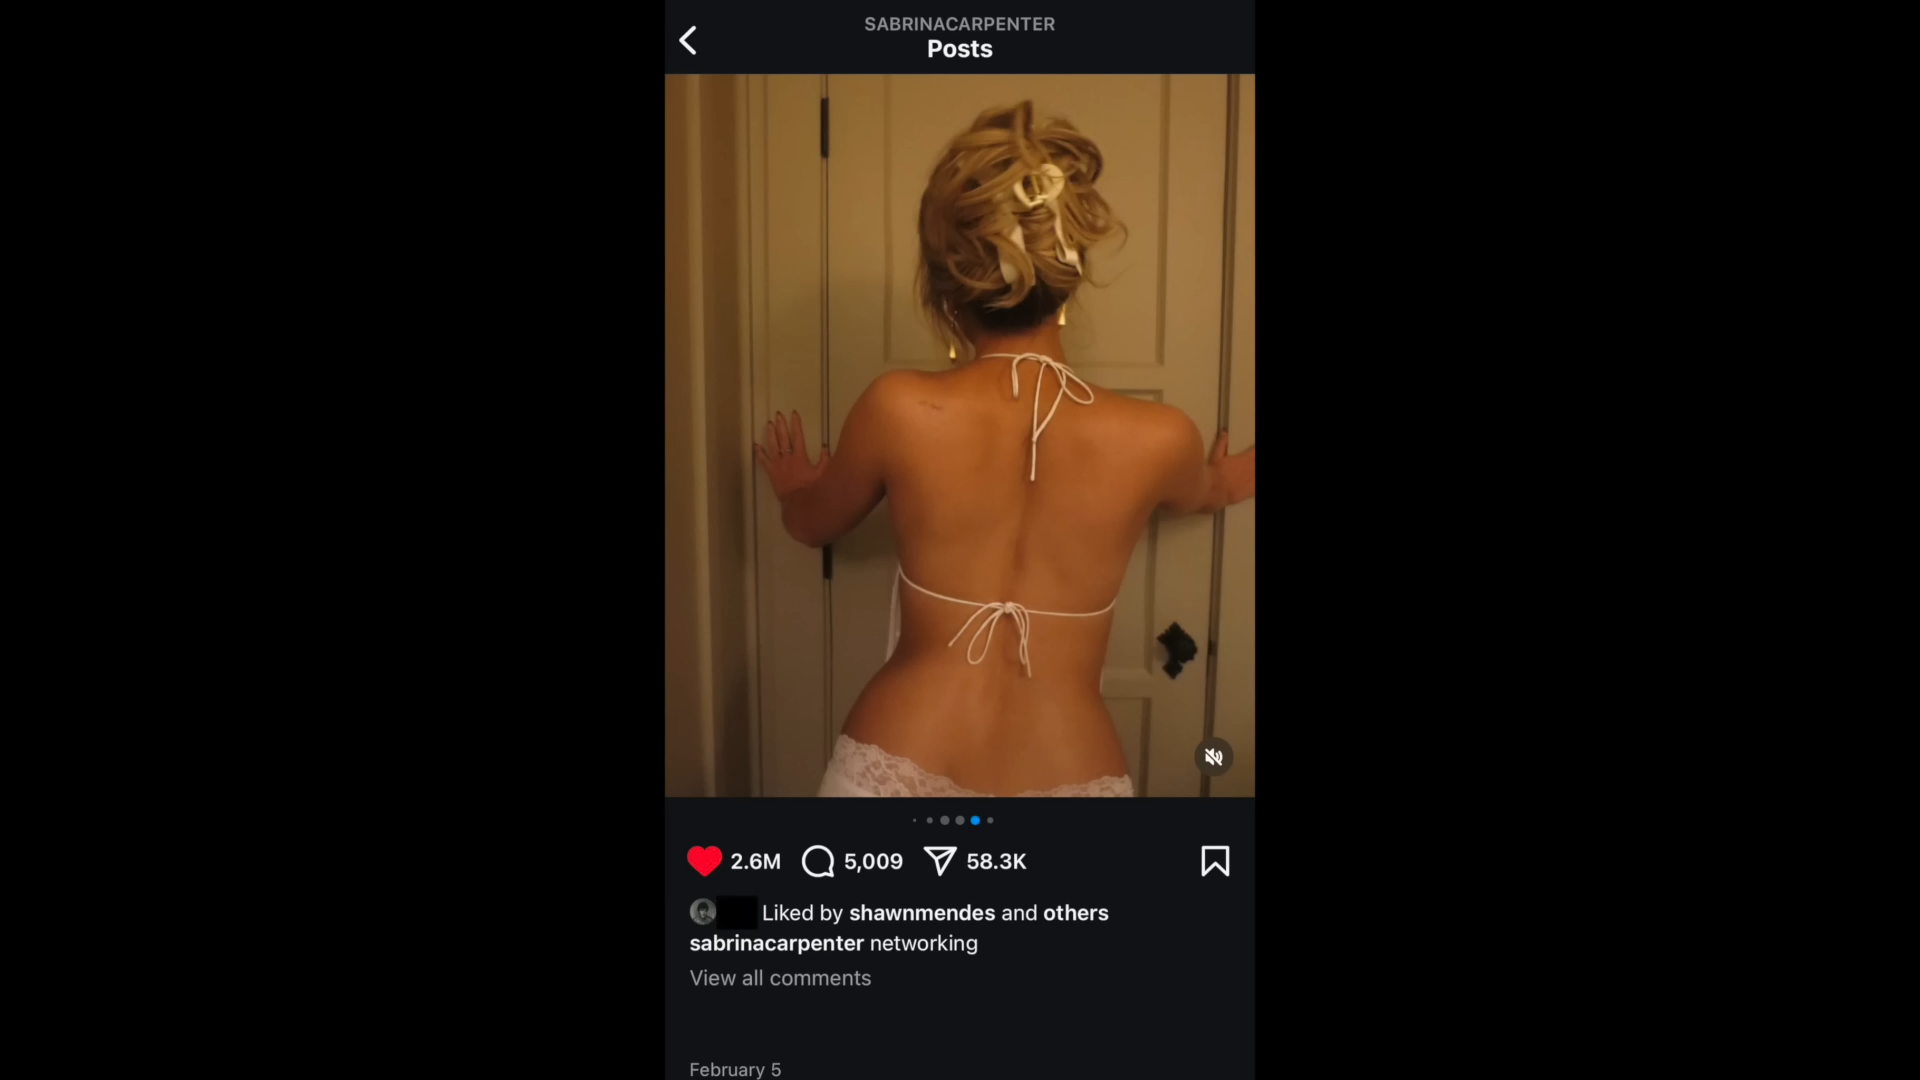 SABRINACARPENTER
Posts
2.6M 5,009 58.3K
Liked by shawnmendes and others
sabrinacarpenter networking
View all comments
February 5